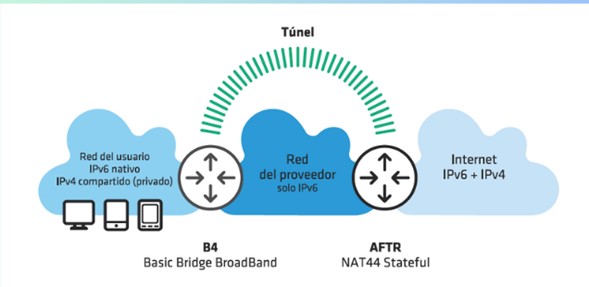 Túnel
Red del usuario
IPv6 nativo
IPv4 compartido (privado)
Red
del proveedor
solo IPv6
Internet
IPv6 + IPv4
B4
Basic Bridge BroadBand
AFTR
NAT44 Stateful